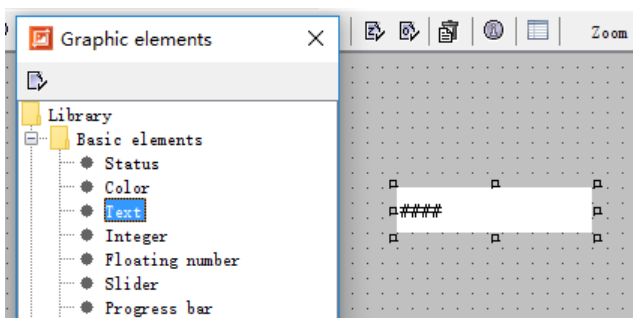 Graphic elements
Zoom
Library
Basic elements
Status
Color
Text
####
Integer
Floating number
Slider
Progress bar